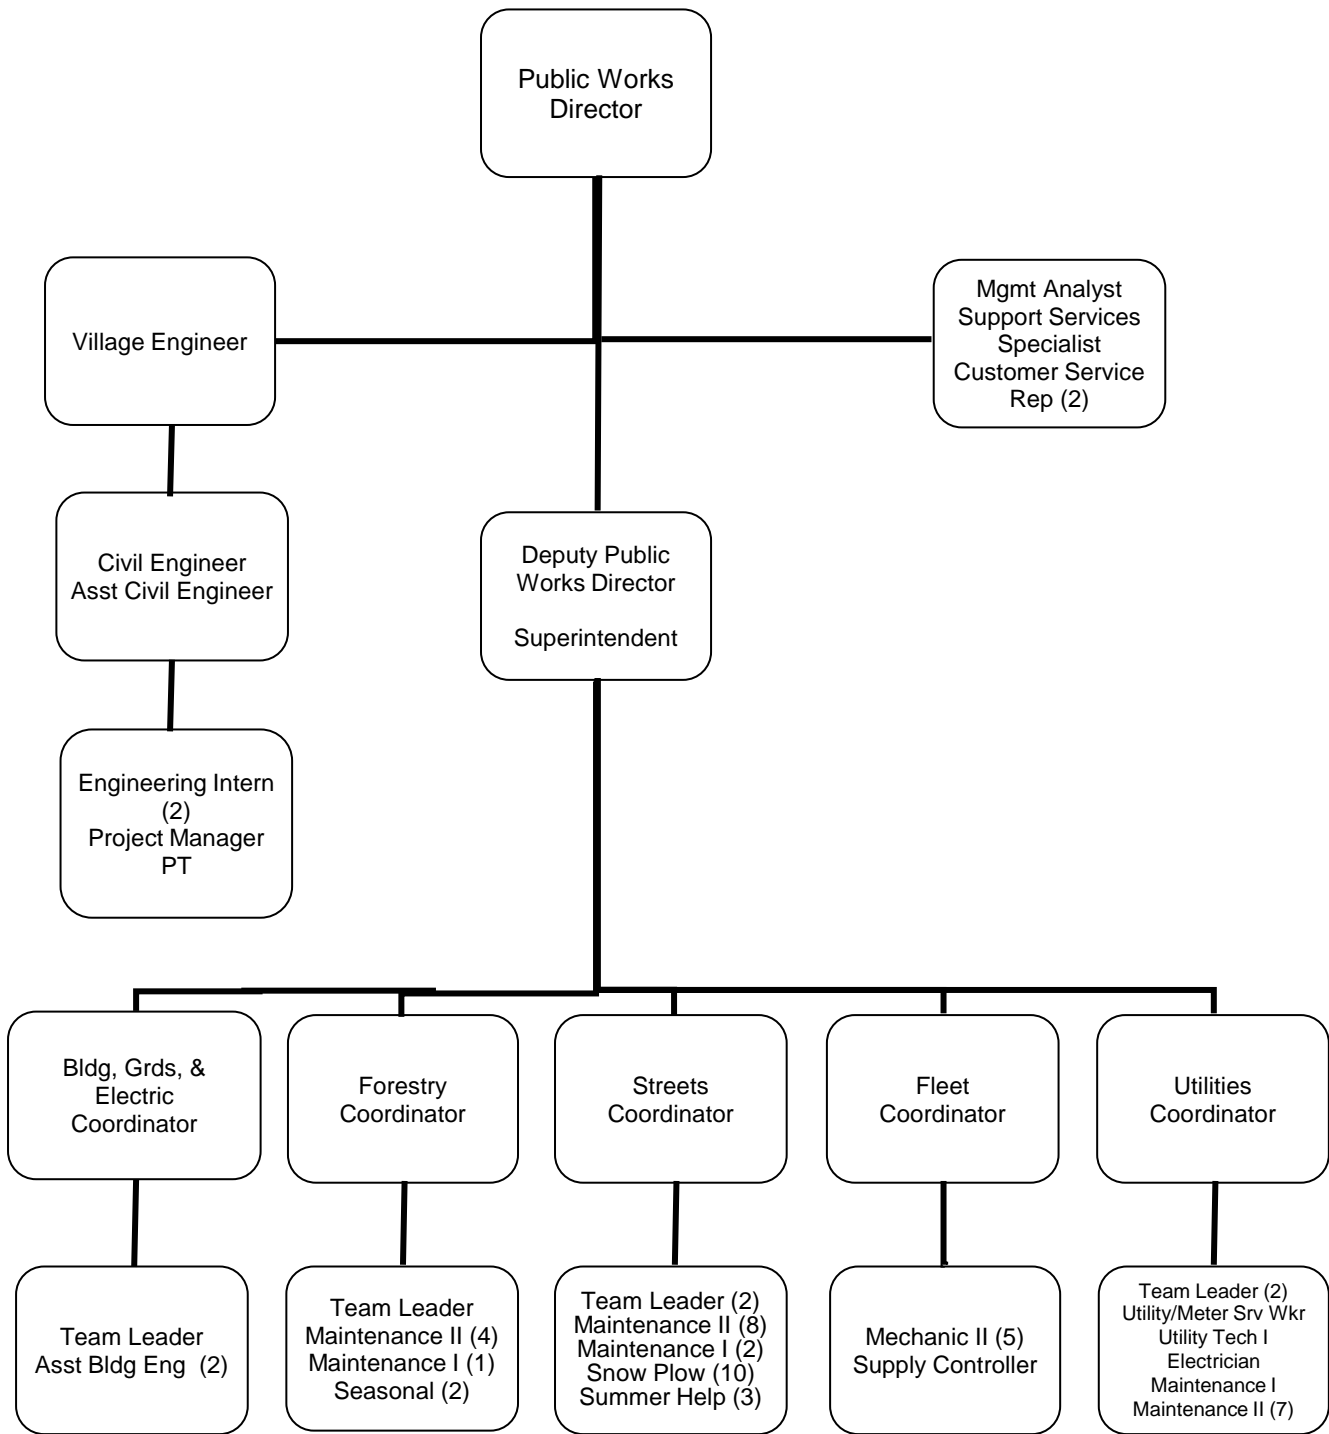 Public Works
Director
Village Engineer
Mgmt Analyst
Support Services
Specialist
Customer Service
Rep (2)
Civil Engineer
Asst Civil Engineer
Deputy Public
Works Director
Superintendent
Engineering Intern
(2)
Project Manager
PT
Bldg, Grds, &
Electric
Coordinator
Forestry
Coordinator
Streets
Coordinator
Fleet
Coordinator
Utilities
Coordinator
Team Leader
Asst Bldg Eng (2)
Team Leader
Maintenance II (4)
Maintenance I (1)
Seasonal (2)
Team Leader (2)
Maintenance II (8)
Maintenance I (2)
Snow Plow (10)
Summer Help (3)
Mechanic II (5)
Supply Controller
Team Leader (2)
Utility/Meter Srv Wkr
Utility Tech I
Electrician
Maintenance I
Maintenance II (7)